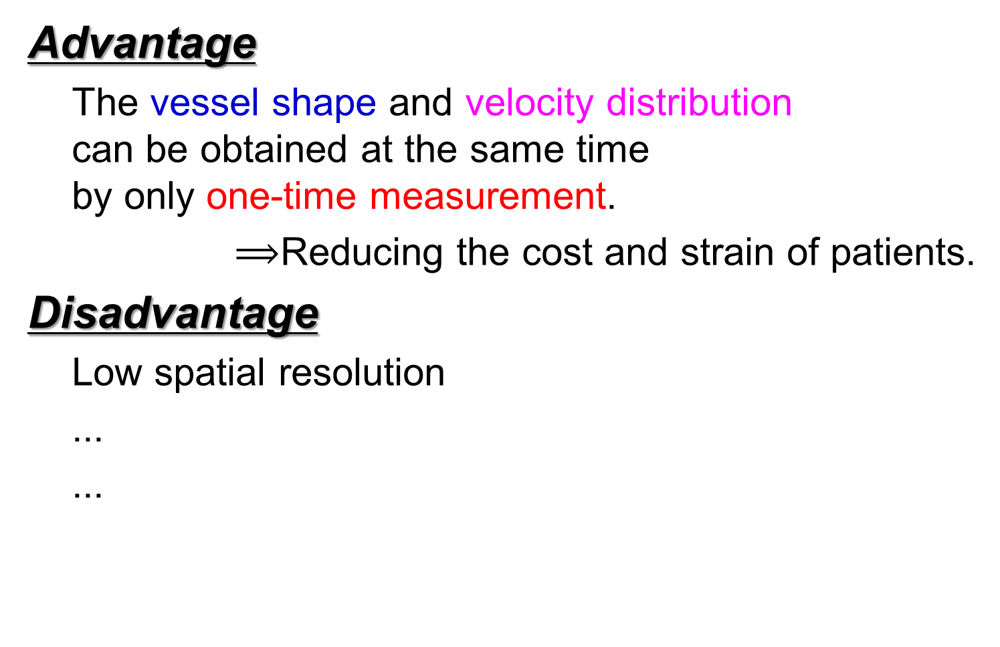 Advantage
The vessel shape and velocity distribution
can be obtained at the same time
by only one-time measurement.
⟹Reducing the cost and strain of patients.
Disadvantage
Low spatial resolution
...
...